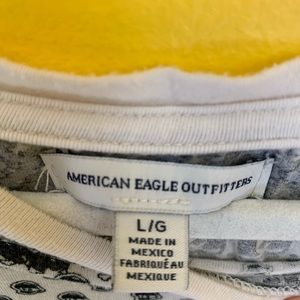 AMERICAN EAGLE OUTFITTERS
L/G
MADE IN
MEXICO
FABRIQUÉ AU
MEXIQUE